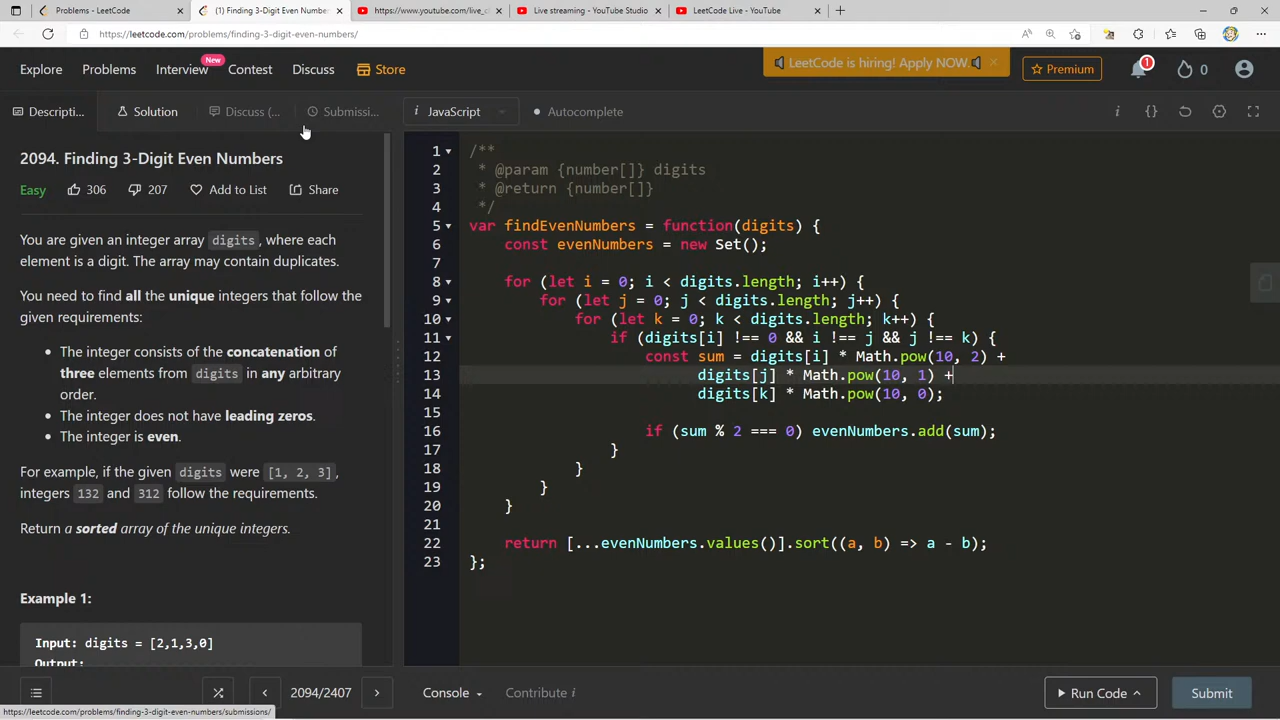 Problems - LeetCode
(1) Finding 3-Digit Even Numbers
https://www.youtube.com/live_c
Live streaming - YouTube Studio
LeetCode Live - YouTube
https://leetcode.com/problems/finding-3-digit-even-numbers/
Explore
Problems
Interview
New
Contest
Discuss
Store
LeetCode is hiring! Apply NOW.
Premium
1
0
Descripti...
Solution
Discuss (...
Submissi...
i
JavaScript
Autocomplete
2094. Finding 3-Digit Even Numbers
Easy
306
207
Add to List
Share
You are given an integer array digits, where each
element is a digit. The array may contain duplicates.
You need to find all the unique integers that follow the
given requirements:
• The integer consists of the concatenation of
three elements from digits in any arbitrary
order.
• The integer does not have leading zeros.
• The integer is even.
For example, if the given digits were [1, 2, 3],
integers 132 and 312 follow the requirements.
Return a sorted array of the unique integers.
Example 1:
Input: digits = [2,1,3,0]
Output:
1 /**
2 * @param {number[]} digits
3 * @return {number[]}
4 */
5 var findEvenNumbers = function(digits) {
6 const evenNumbers = new Set();
7
8 for (let i = 0; i < digits.length; i++) {
9 for (let j = 0; j < digits.length; j++) {
10 for (let k = 0; k < digits.length; k++) {
11 if (digits[i] !== 0 && i !== j && j !== k) {
12 const sum = digits[i] * Math.pow(10, 2) +
13 digits[j] * Math.pow(10, 1) +
14 digits[k] * Math.pow(10, 0);
15
16 if (sum % 2 === 0) evenNumbers.add(sum);
17 }
18 }
19 }
20 }
21
22 return [...evenNumbers.values()].sort((a, b) => a - b);
23 };
2094/2407
Console
Contribute i
Run Code
Submit
https://leetcode.com/problems/finding-3-digit-even-numbers/submissions/